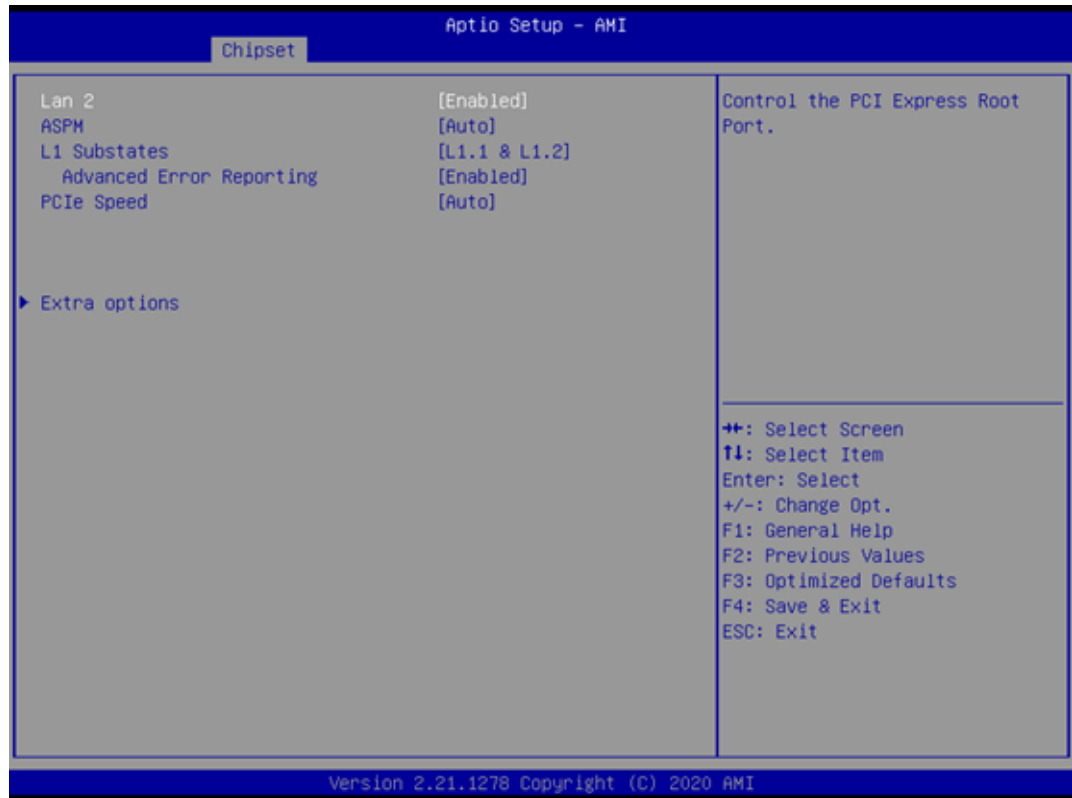 Aptio Setup – AMI
Chipset
Lan 2 [Enabled]
ASPM [Auto]
L1 Substates [L1.1 & L1.2]
Advanced Error Reporting [Enabled]
PCIe Speed [Auto]
▶ Extra options
Control the PCI Express Root
Port.
→←: Select Screen
↑↓: Select Item
Enter: Select
+/-: Change Opt.
F1: General Help
F2: Previous Values
F3: Optimized Defaults
F4: Save & Exit
ESC: Exit
Version 2.21.1278 Copyright (C) 2020 AMI